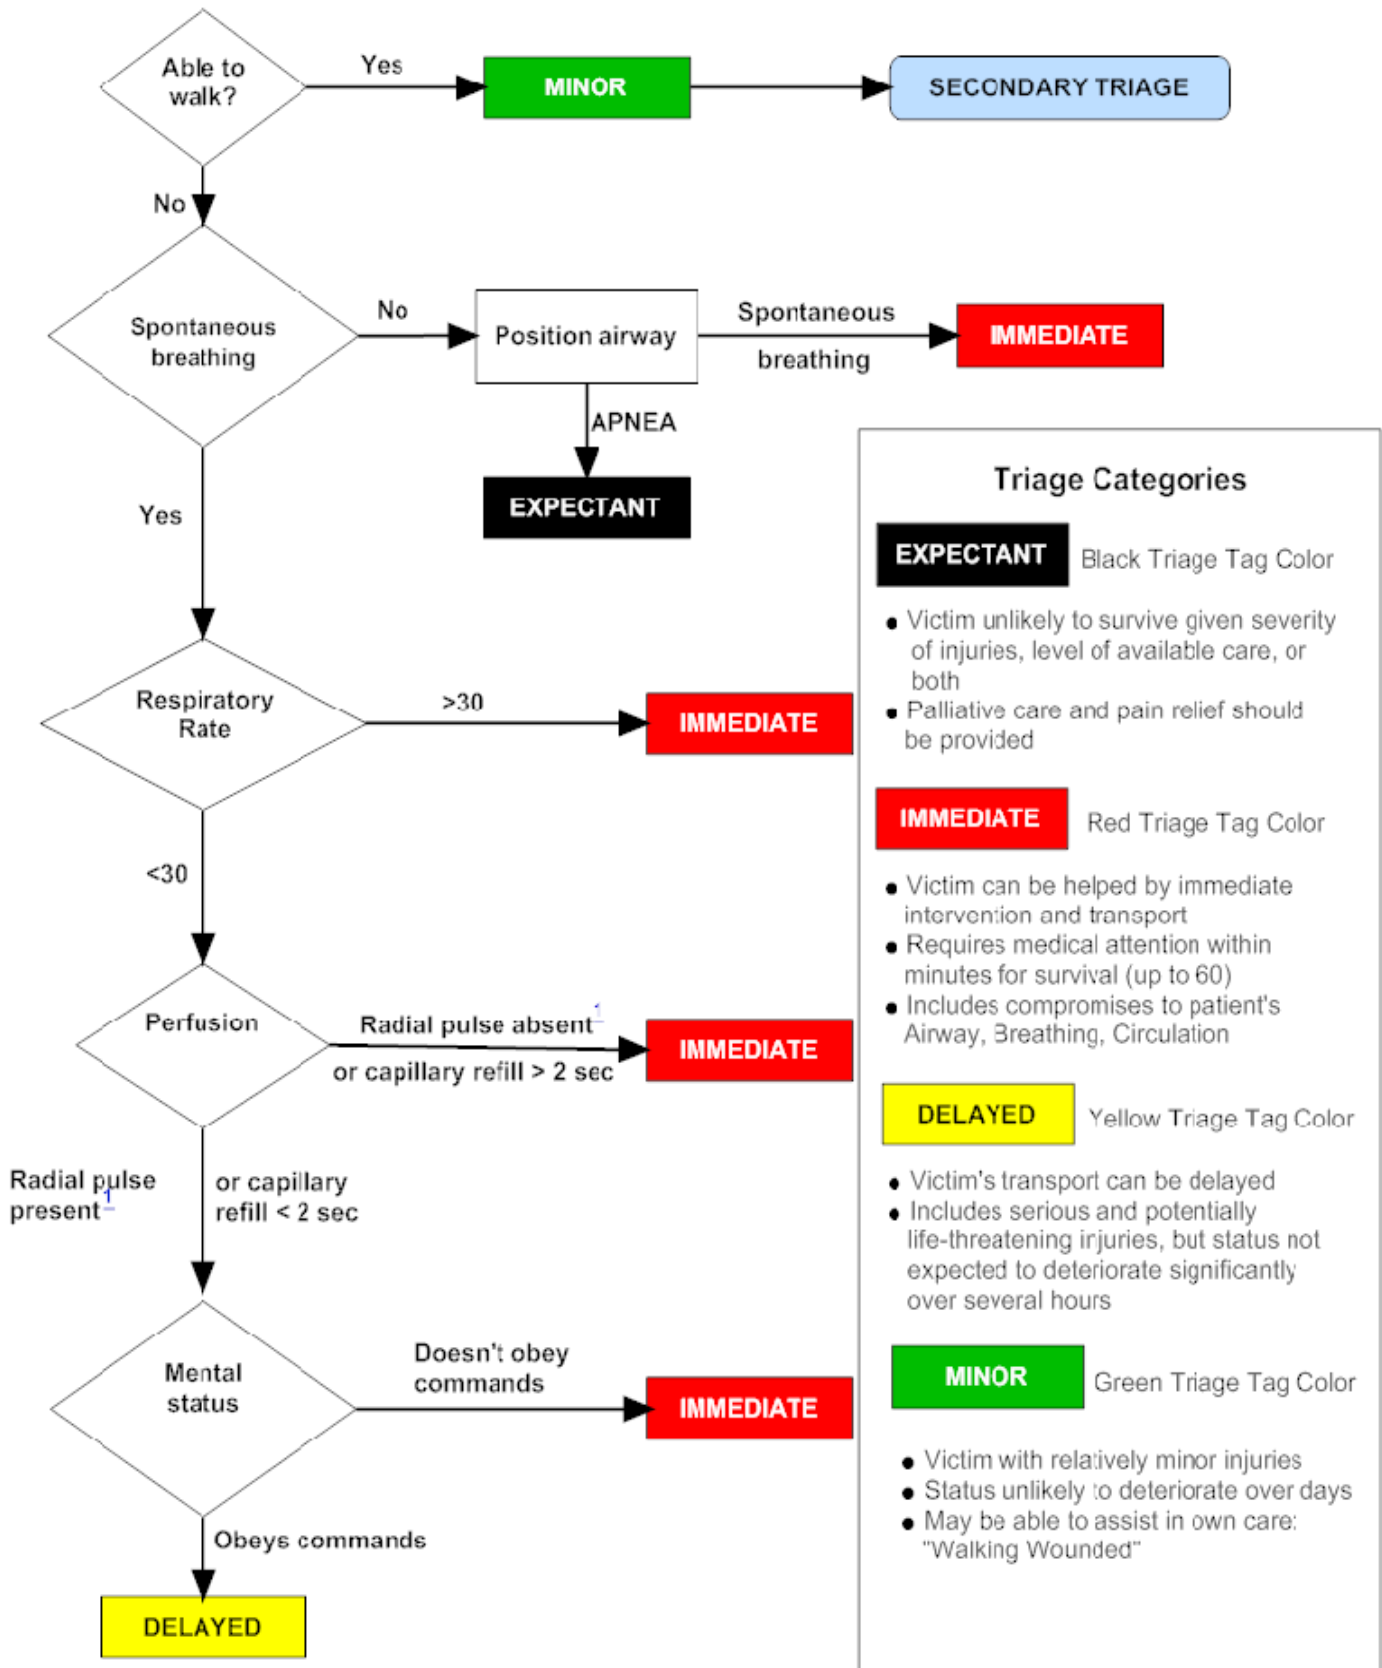 Able to
walk?
Yes
MINOR
SECONDARY TRIAGE
No
Spontaneous
breathing
No
Position airway
Spontaneous
breathing
IMMEDIATE
APNEA
EXPECTANT
Yes
Respiratory
Rate
>30
IMMEDIATE
<30
Perfusion
Radial pulse absent1
or capillary refill > 2 sec
IMMEDIATE
Radial pulse
present1
or capillary
refill < 2 sec
Mental
status
Doesn't obey
commands
IMMEDIATE
Obeys commands
DELAYED
Triage Categories
EXPECTANT Black Triage Tag Color
● Victim unlikely to survive given severity
of injuries, level of available care, or
both
● Palliative care and pain relief should
be provided
IMMEDIATE Red Triage Tag Color
● Victim can be helped by immediate
intervention and transport
● Requires medical attention within
minutes for survival (up to 60)
● Includes compromises to patient's
Airway, Breathing, Circulation
DELAYED Yellow Triage Tag Color
● Victim's transport can be delayed
● Includes serious and potentially
life-threatening injuries, but status not
expected to deteriorate significantly
over several hours
MINOR Green Triage Tag Color
● Victim with relatively minor injuries
● Status unlikely to deteriorate over days
● May be able to assist in own care:
"Walking Wounded"